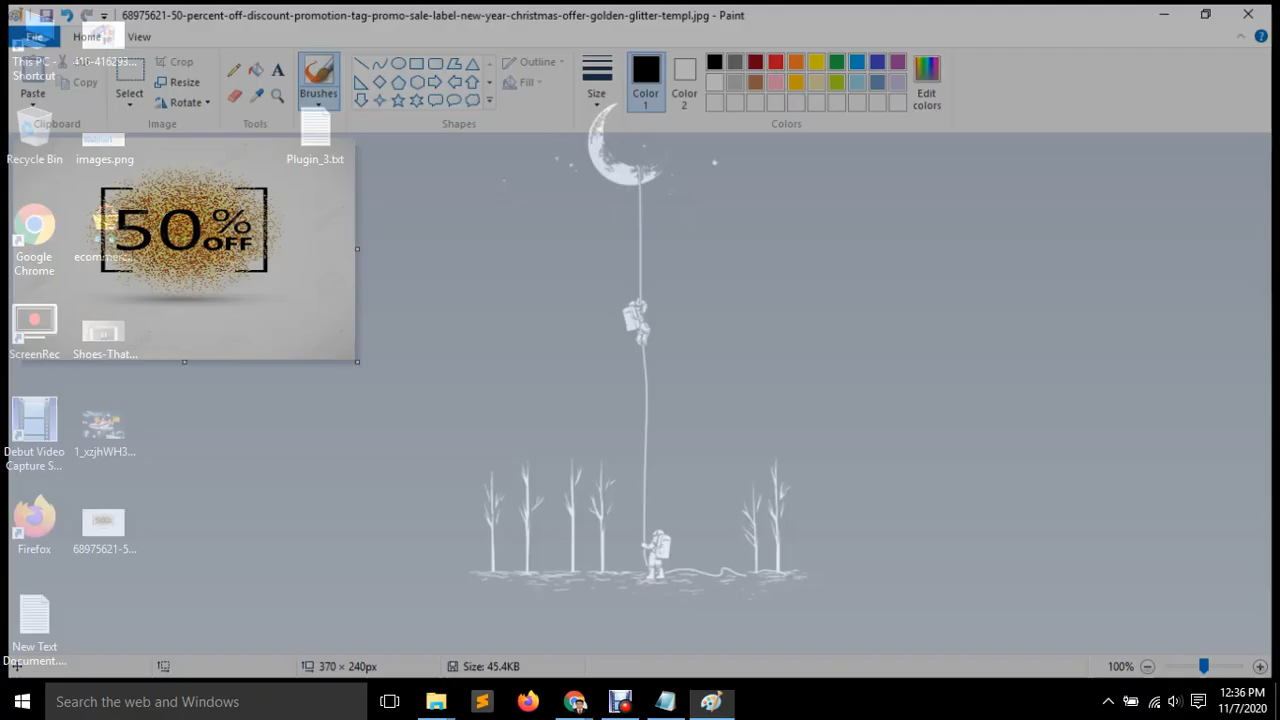 68975621-50-percent-off-discount-promotion-tag-promo-sale-label-new-year-christmas-offer-golden-glitter-templ.jpg - Paint
File Home View
Paste
Copy
Clipboard
Select
Crop
Resize
Rotate
Image
Tools
Brushes
Shapes
Outline
Fill
Size
Color 1
Color 2
Edit colors
Colors
This PC - Shortcut
416-416293...
Recycle Bin
images.png
Plugin_3.txt
50% OFF
Google Chrome
ecommer...
ScreenRec
Shoes-That...
Debut Video Capture S...
1_xzjhWH3...
Firefox
68975621-5...
New Text Document....
370 × 240px
Size: 45.4KB
100%
Search the web and Windows
12:36 PM
11/7/2020